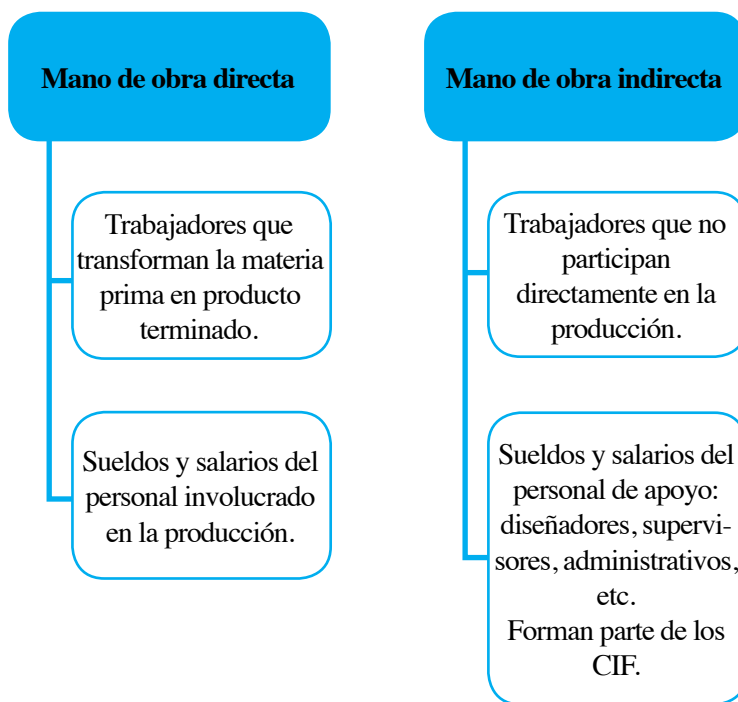 Mano de obra directa
Trabajadores que
transforman la materia
prima en producto
terminado.
Sueldos y salarios del
personal involucrado
en la producción.
Mano de obra indirecta
Trabajadores que no
participan
directamente en la
producción.
Sueldos y salarios del
personal de apoyo:
diseñadores, supervi-
sores, administrativos,
etc.
Forman parte de los
CIF.